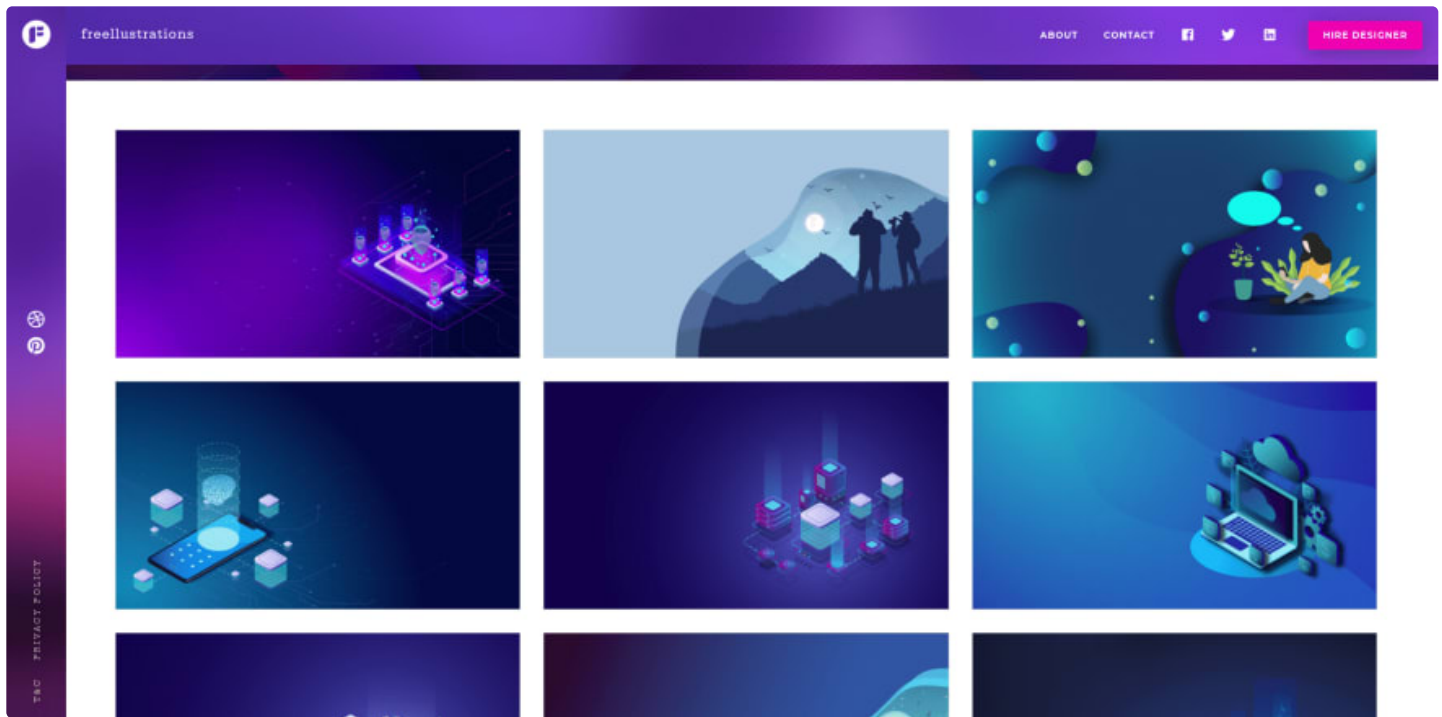 freellustrations
ABOUT
CONTACT
HIRE DESIGNER
PRIVACY POLICY
T&C